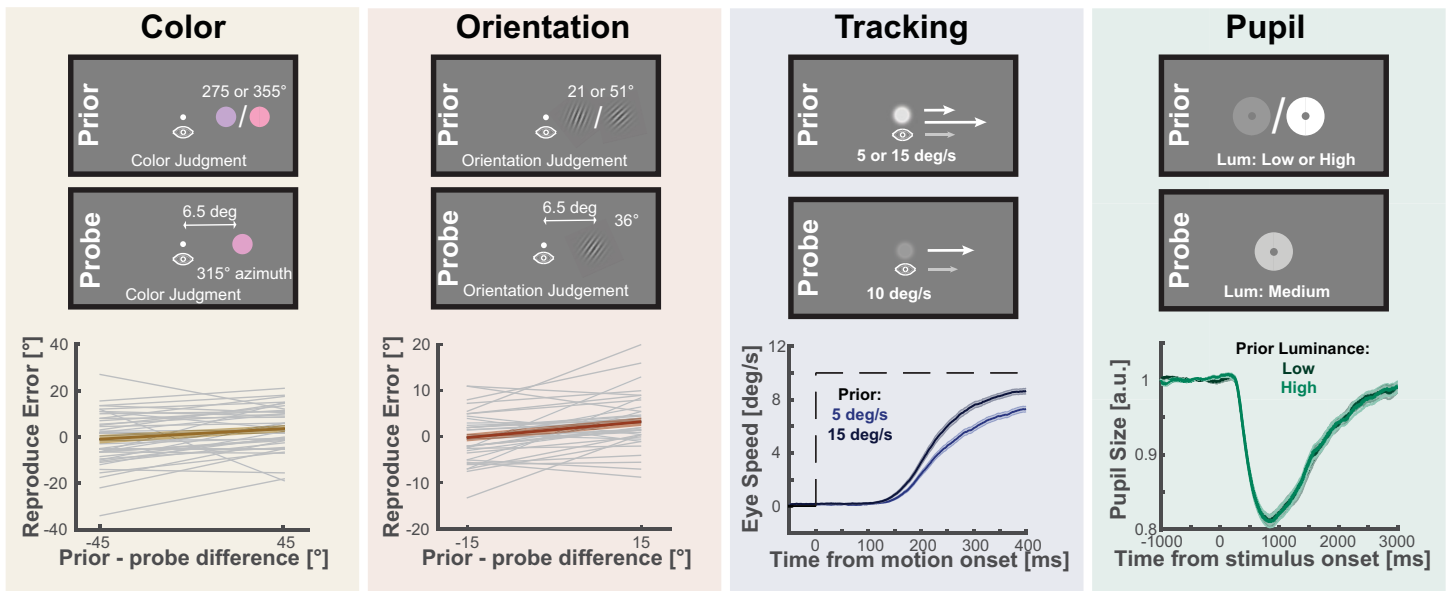 Color
Prior
275 or 355°
/
Color Judgment
Probe
6.5 deg
315° azimuth
Color Judgment
Reproduce Error [°]
40
20
0
-20
-40
-45
45
Prior - probe difference [°]
Orientation
Prior
21 or 51°
/
Orientation Judgement
Probe
6.5 deg
36°
Orientation Judgement
Reproduce Error [°]
20
10
0
-10
-20
-15
15
Prior - probe difference [°]
Tracking
Prior
5 or 15 deg/s
Probe
10 deg/s
Eye Speed [deg/s]
12
8
4
0
Prior:
5 deg/s
15 deg/s
0
100
200
300
400
Time from motion onset [ms]
Pupil
Prior
/
Lum: Low or High
Probe
Lum: Medium
Pupil Size [a.u.]
1
0.9
0.8
Prior Luminance:
Low
High
-1000
0
1000
2000
3000
Time from stimulus onset [ms]